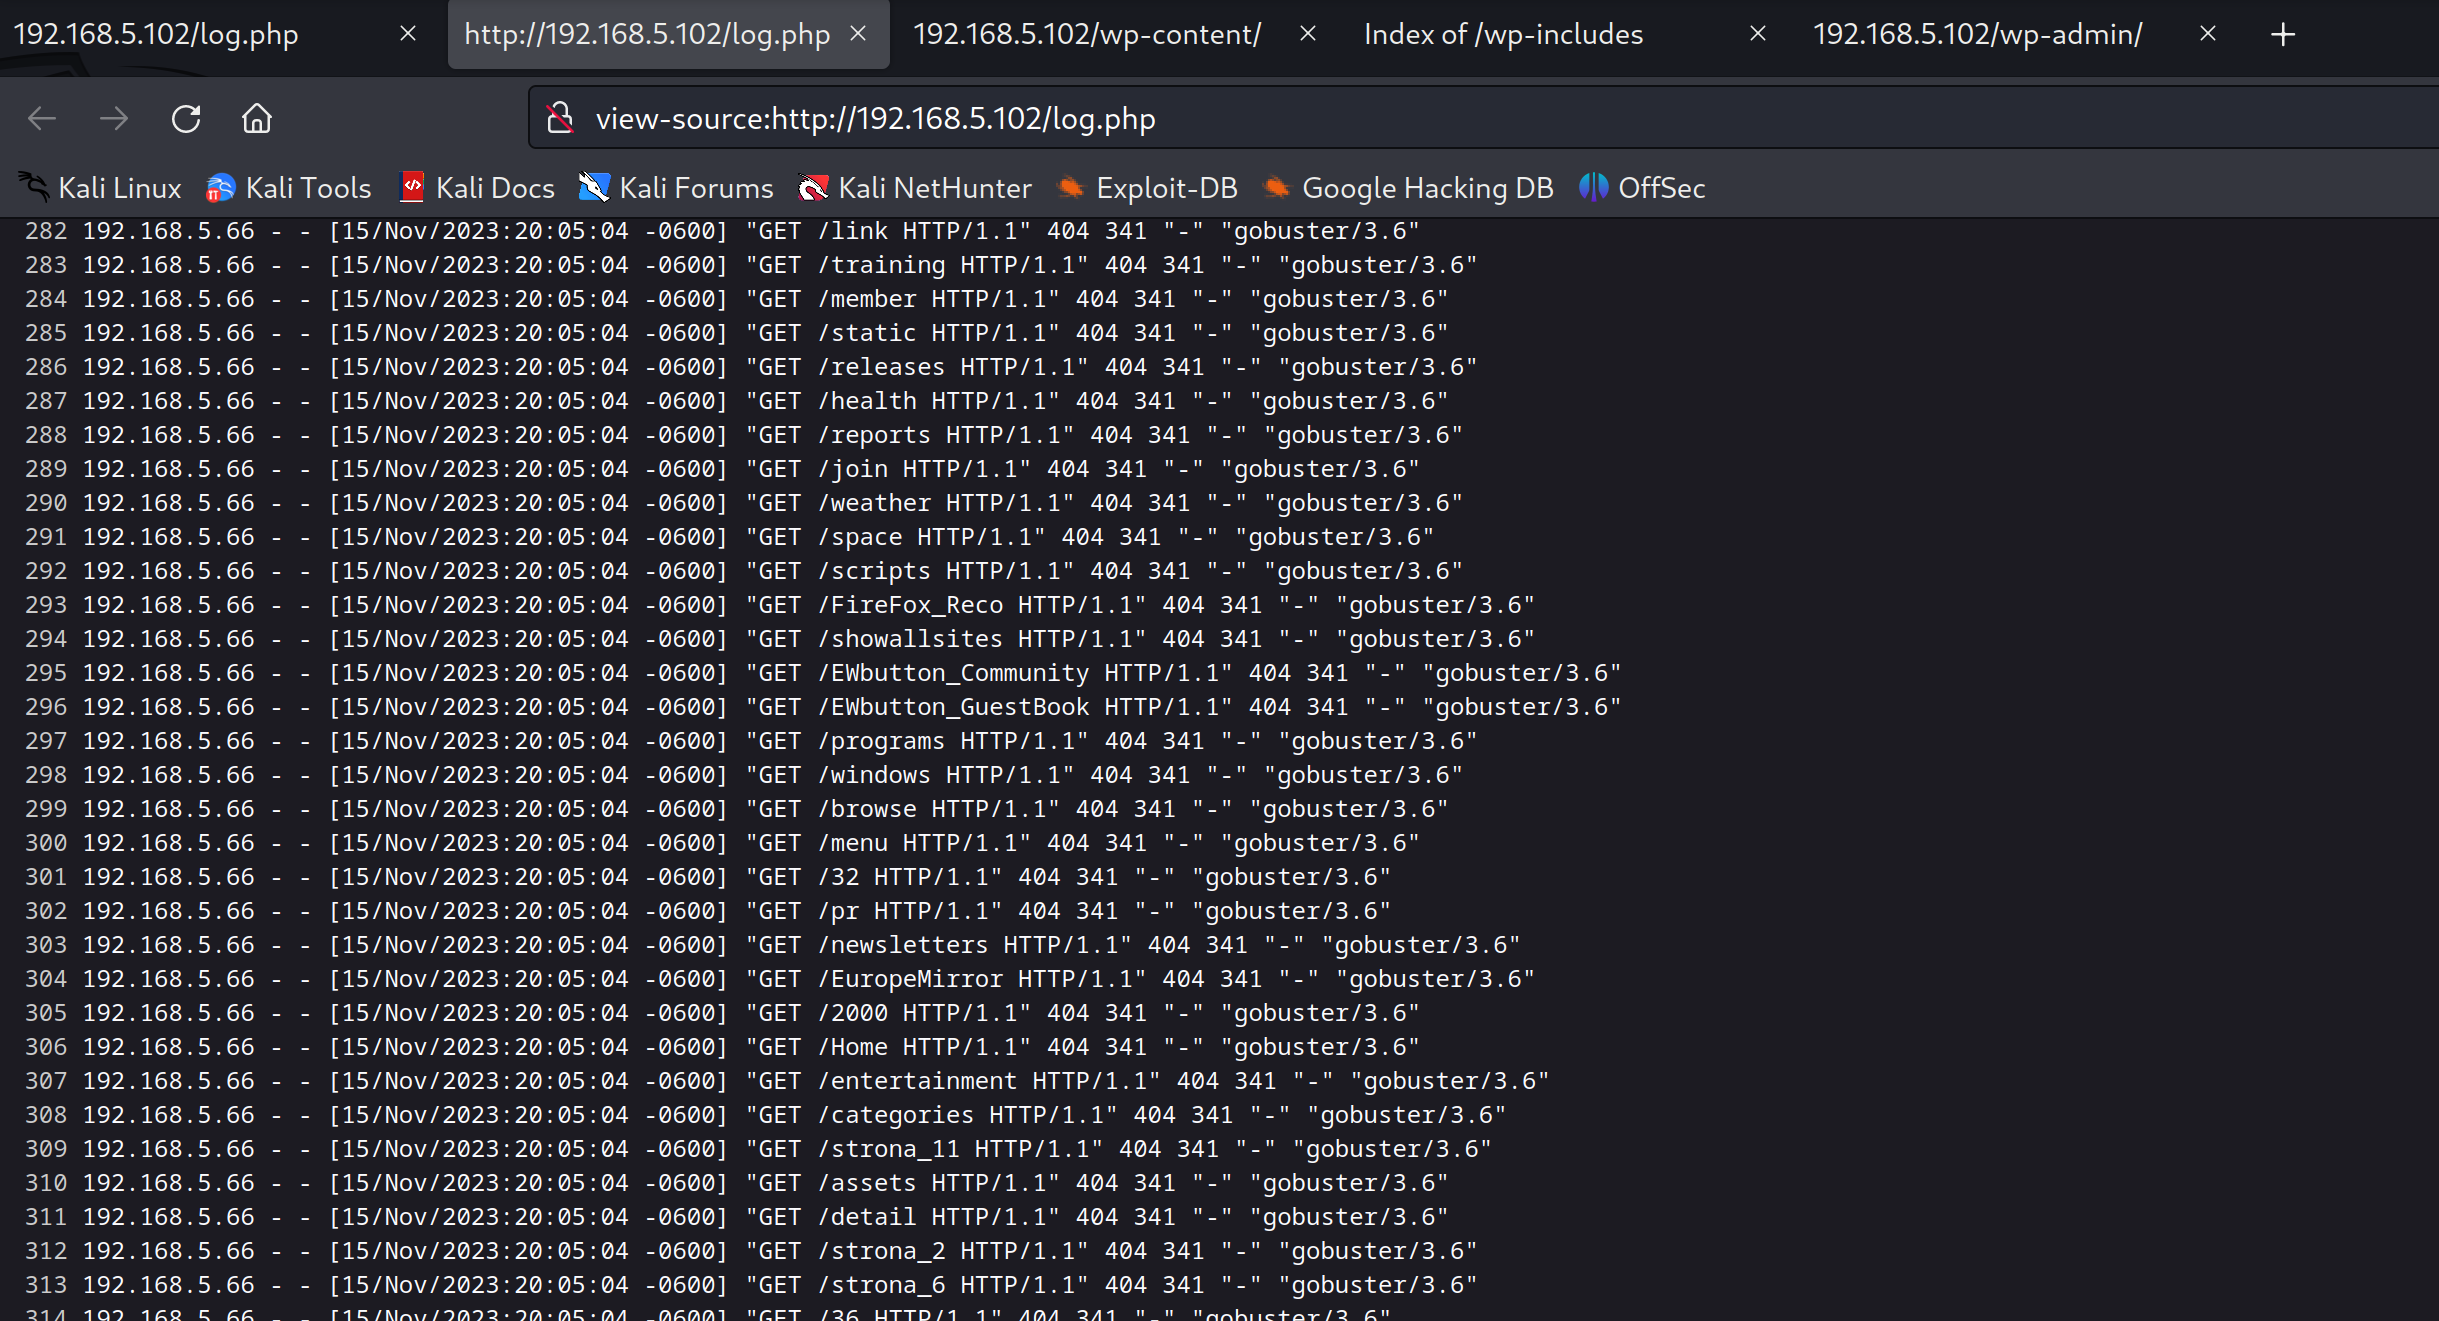 192.168.5.102/log.php
http://192.168.5.102/log.php
192.168.5.102/wp-content/
Index of /wp-includes
192.168.5.102/wp-admin/
view-source:http://192.168.5.102/log.php
Kali Linux Kali Tools Kali Docs Kali Forums Kali NetHunter Exploit-DB Google Hacking DB OffSec
282 192.168.5.66 - - [15/Nov/2023:20:05:04 -0600] "GET /link HTTP/1.1" 404 341 "-" "gobuster/3.6"
283 192.168.5.66 - - [15/Nov/2023:20:05:04 -0600] "GET /training HTTP/1.1" 404 341 "-" "gobuster/3.6"
284 192.168.5.66 - - [15/Nov/2023:20:05:04 -0600] "GET /member HTTP/1.1" 404 341 "-" "gobuster/3.6"
285 192.168.5.66 - - [15/Nov/2023:20:05:04 -0600] "GET /static HTTP/1.1" 404 341 "-" "gobuster/3.6"
286 192.168.5.66 - - [15/Nov/2023:20:05:04 -0600] "GET /releases HTTP/1.1" 404 341 "-" "gobuster/3.6"
287 192.168.5.66 - - [15/Nov/2023:20:05:04 -0600] "GET /health HTTP/1.1" 404 341 "-" "gobuster/3.6"
288 192.168.5.66 - - [15/Nov/2023:20:05:04 -0600] "GET /reports HTTP/1.1" 404 341 "-" "gobuster/3.6"
289 192.168.5.66 - - [15/Nov/2023:20:05:04 -0600] "GET /join HTTP/1.1" 404 341 "-" "gobuster/3.6"
290 192.168.5.66 - - [15/Nov/2023:20:05:04 -0600] "GET /weather HTTP/1.1" 404 341 "-" "gobuster/3.6"
291 192.168.5.66 - - [15/Nov/2023:20:05:04 -0600] "GET /space HTTP/1.1" 404 341 "-" "gobuster/3.6"
292 192.168.5.66 - - [15/Nov/2023:20:05:04 -0600] "GET /scripts HTTP/1.1" 404 341 "-" "gobuster/3.6"
293 192.168.5.66 - - [15/Nov/2023:20:05:04 -0600] "GET /FireFox_Reco HTTP/1.1" 404 341 "-" "gobuster/3.6"
294 192.168.5.66 - - [15/Nov/2023:20:05:04 -0600] "GET /showallsites HTTP/1.1" 404 341 "-" "gobuster/3.6"
295 192.168.5.66 - - [15/Nov/2023:20:05:04 -0600] "GET /EWbutton_Community HTTP/1.1" 404 341 "-" "gobuster/3.6"
296 192.168.5.66 - - [15/Nov/2023:20:05:04 -0600] "GET /EWbutton_GuestBook HTTP/1.1" 404 341 "-" "gobuster/3.6"
297 192.168.5.66 - - [15/Nov/2023:20:05:04 -0600] "GET /programs HTTP/1.1" 404 341 "-" "gobuster/3.6"
298 192.168.5.66 - - [15/Nov/2023:20:05:04 -0600] "GET /windows HTTP/1.1" 404 341 "-" "gobuster/3.6"
299 192.168.5.66 - - [15/Nov/2023:20:05:04 -0600] "GET /browse HTTP/1.1" 404 341 "-" "gobuster/3.6"
300 192.168.5.66 - - [15/Nov/2023:20:05:04 -0600] "GET /menu HTTP/1.1" 404 341 "-" "gobuster/3.6"
301 192.168.5.66 - - [15/Nov/2023:20:05:04 -0600] "GET /32 HTTP/1.1" 404 341 "-" "gobuster/3.6"
302 192.168.5.66 - - [15/Nov/2023:20:05:04 -0600] "GET /pr HTTP/1.1" 404 341 "-" "gobuster/3.6"
303 192.168.5.66 - - [15/Nov/2023:20:05:04 -0600] "GET /newsletters HTTP/1.1" 404 341 "-" "gobuster/3.6"
304 192.168.5.66 - - [15/Nov/2023:20:05:04 -0600] "GET /EuropeMirror HTTP/1.1" 404 341 "-" "gobuster/3.6"
305 192.168.5.66 - - [15/Nov/2023:20:05:04 -0600] "GET /2000 HTTP/1.1" 404 341 "-" "gobuster/3.6"
306 192.168.5.66 - - [15/Nov/2023:20:05:04 -0600] "GET /Home HTTP/1.1" 404 341 "-" "gobuster/3.6"
307 192.168.5.66 - - [15/Nov/2023:20:05:04 -0600] "GET /entertainment HTTP/1.1" 404 341 "-" "gobuster/3.6"
308 192.168.5.66 - - [15/Nov/2023:20:05:04 -0600] "GET /categories HTTP/1.1" 404 341 "-" "gobuster/3.6"
309 192.168.5.66 - - [15/Nov/2023:20:05:04 -0600] "GET /strona_11 HTTP/1.1" 404 341 "-" "gobuster/3.6"
310 192.168.5.66 - - [15/Nov/2023:20:05:04 -0600] "GET /assets HTTP/1.1" 404 341 "-" "gobuster/3.6"
311 192.168.5.66 - - [15/Nov/2023:20:05:04 -0600] "GET /detail HTTP/1.1" 404 341 "-" "gobuster/3.6"
312 192.168.5.66 - - [15/Nov/2023:20:05:04 -0600] "GET /strona_2 HTTP/1.1" 404 341 "-" "gobuster/3.6"
313 192.168.5.66 - - [15/Nov/2023:20:05:04 -0600] "GET /strona_6 HTTP/1.1" 404 341 "-" "gobuster/3.6"
314 192.168.5.66 - - [15/Nov/2023:20:05:04 -0600] "GET /36 HTTP/1.1" 404 341 "-" "gobuster/3.6"